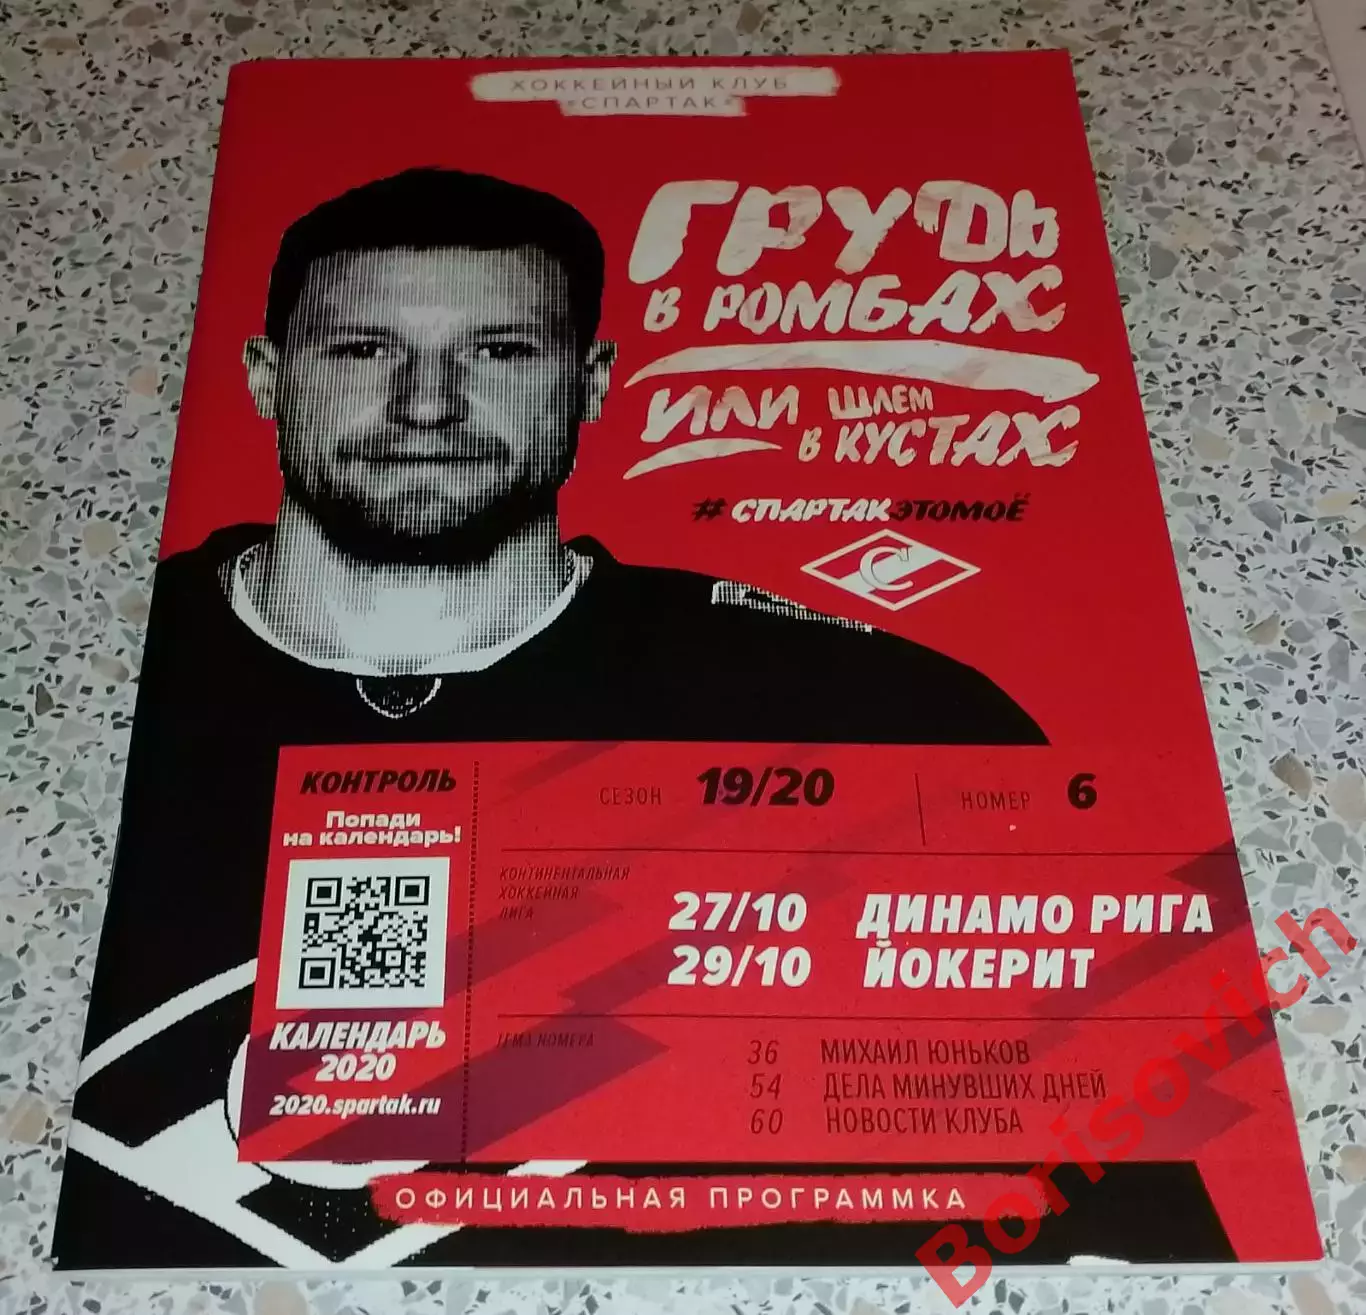 ХОККЕЙНЫЙ КЛУБ
«СПАРТАК»
ГРУДЬ
В РОМБАХ
ИЛИ ШЛЕМ
В КУСТАХ
#СПАРТАКЭТОМОЁ
С
КОНТРОЛЬ
Попади
на календарь!
КАЛЕНДАРЬ
2020
2020.spartak.ru
СЕЗОН 19/20
НОМЕР 6
КОНТИНЕНТАЛЬНАЯ
ХОККЕЙНАЯ
ЛИГА
27/10 ДИНАМО РИГА
29/10 ЙОКЕРИТ
ТЕМА НОМЕРА
36 МИХАИЛ ЮНЬКОВ
54 ДЕЛА МИНУВШИХ ДНЕЙ
60 НОВОСТИ КЛУБА
ОФИЦИАЛЬНАЯ ПРОГРАММКА
Borisovich